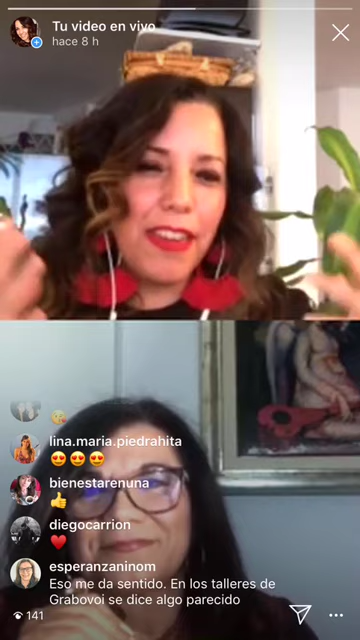 Tu video en vivo
hace 8 h
lina.maria.piedrahita
😍😍😍
bienestarenuna
👍
diegocarrion
❤️
esperanzaninom
Eso me da sentido. En los talleres de
Grabovoi se dice algo parecido
141